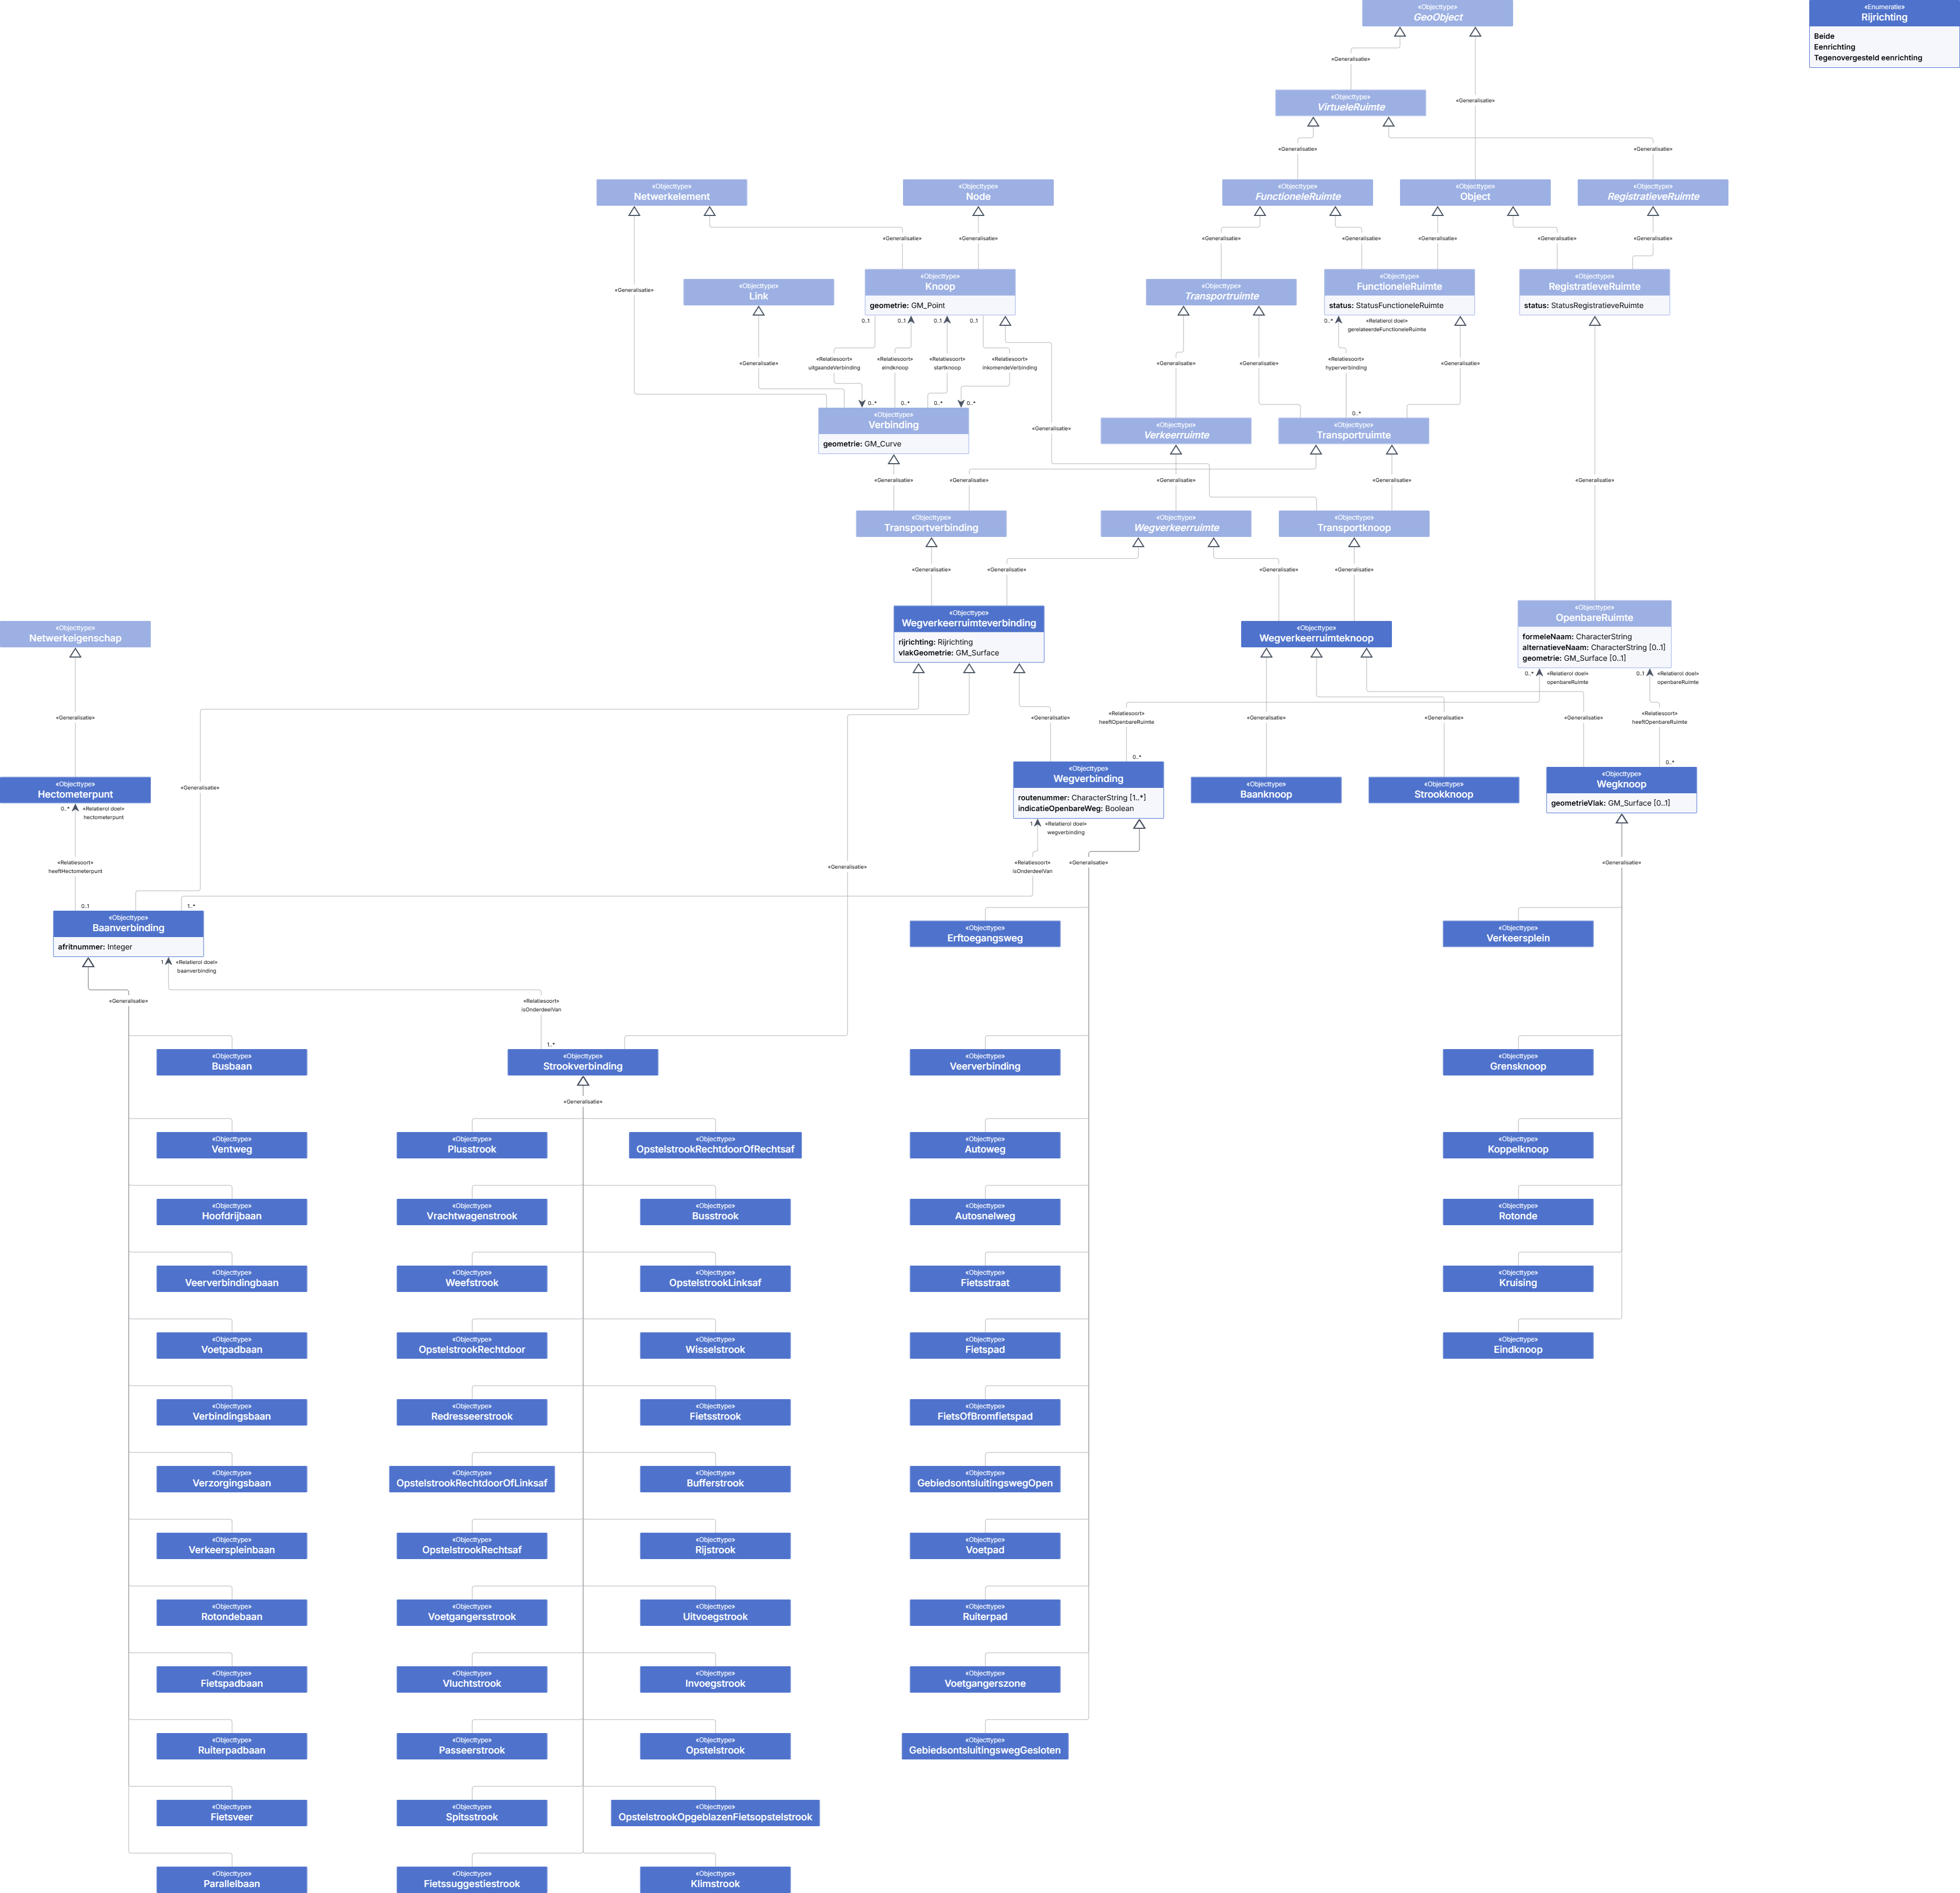 «Objecttype»
GeoObject
«Enumeratie»
Rijrichting
Beide
Eenrichting
Tegenovergesteld eenrichting
«Generalisatie»
«Objecttype»
VirtueleRuimte
«Generalisatie»
«Generalisatie»
«Generalisatie»
«Objecttype»
Netwerkelement
«Objecttype»
Node
«Objecttype»
FunctioneleRuimte
«Objecttype»
Object
«Objecttype»
RegistratieveRuimte
«Generalisatie»
«Generalisatie»
«Generalisatie»
«Generalisatie»
«Generalisatie»
«Generalisatie»
«Generalisatie»
«Generalisatie»
«Objecttype»
Link
«Objecttype»
Knoop
geometrie: GM_Point
«Objecttype»
Transportruimte
«Objecttype»
FunctioneleRuimte
status: StatusFunctioneleRuimte
«Objecttype»
RegistratieveRuimte
status: StatusRegistratieveRuimte
0..1
0..1
0..1
0..1
0..*
«Relatierol doel»
gerelateerdeFunctioneleRuimte
«Generalisatie»
«Relatiesoort»
uitgaandeVerbinding
«Relatiesoort»
eindknoop
«Relatiesoort»
startknoop
«Relatiesoort»
inkomendeVerbinding
«Generalisatie»
«Generalisatie»
«Relatiesoort»
hyperverbinding
«Generalisatie»
0..*
0..*
0..*
0..*
0..*
«Objecttype»
Verbinding
geometrie: GM_Curve
«Generalisatie»
«Objecttype»
Verkeerruimte
«Objecttype»
Transportruimte
«Generalisatie»
«Generalisatie»
«Generalisatie»
«Generalisatie»
«Generalisatie»
«Objecttype»
Transportverbinding
«Objecttype»
Wegverkeerruimte
«Objecttype»
Transportknoop
«Generalisatie»
«Generalisatie»
«Generalisatie»
«Generalisatie»
«Objecttype»
Netwerkeigenschap
«Objecttype»
Wegverkeerruimteverbinding
rijrichting: Rijrichting
vlakGeometrie: GM_Surface
«Objecttype»
Wegverkeerruimteknoop
«Objecttype»
OpenbareRuimte
formeleNaam: CharacterString
alternatieveNaam: CharacterString [0..1]
geometrie: GM_Surface [0..1]
0..*
«Relatierol doel»
openbareRuimte
0..1
«Relatierol doel»
openbareRuimte
«Generalisatie»
«Generalisatie»
«Relatiesoort»
heeftOpenbareRuimte
«Generalisatie»
«Generalisatie»
«Generalisatie»
«Relatiesoort»
heeftOpenbareRuimte
0..*
0..*
«Objecttype»
Hectometerpunt
«Generalisatie»
«Objecttype»
Wegverbinding
routenummer: CharacterString [1..*]
indicatieOpenbareWeg: Boolean
«Objecttype»
Baanknoop
«Objecttype»
Strookknoop
«Objecttype»
Wegknoop
geometrieVlak: GM_Surface [0..1]
0..*
«Relatierol doel»
hectometerpunt
1
«Relatierol doel»
wegverbinding
«Relatiesoort»
heeftHectometerpunt
«Generalisatie»
«Relatiesoort»
isOnderdeelVan
«Generalisatie»
«Generalisatie»
0..1
1..*
«Objecttype»
Baanverbinding
afritnummer: Integer
«Objecttype»
Erftoegangsweg
«Objecttype»
Verkeersplein
1
«Relatierol doel»
baanverbinding
«Generalisatie»
«Relatiesoort»
isOnderdeelVan
1..*
«Objecttype»
Busbaan
«Objecttype»
Strookverbinding
«Objecttype»
Veerverbinding
«Objecttype»
Grensknoop
«Generalisatie»
«Objecttype»
Ventweg
«Objecttype»
Plusstrook
«Objecttype»
OpstelstrookRechtdoorOfRechtsaf
«Objecttype»
Autoweg
«Objecttype»
Koppelknoop
«Objecttype»
Hoofdrijbaan
«Objecttype»
Vrachtwagenstrook
«Objecttype»
Busstrook
«Objecttype»
Autosnelweg
«Objecttype»
Rotonde
«Objecttype»
Veerverbindingbaan
«Objecttype»
Weefstrook
«Objecttype»
OpstelstrookLinksaf
«Objecttype»
Fietsstraat
«Objecttype»
Kruising
«Objecttype»
Voetpadbaan
«Objecttype»
OpstelstrookRechtdoor
«Objecttype»
Wisselstrook
«Objecttype»
Fietspad
«Objecttype»
Eindknoop
«Objecttype»
Verbindingsbaan
«Objecttype»
Redresseerstrook
«Objecttype»
Fietsstrook
«Objecttype»
FietsOfBromfietspad
«Objecttype»
Verzorgingsbaan
«Objecttype»
OpstelstrookRechtdoorOfLinksaf
«Objecttype»
Bufferstrook
«Objecttype»
GebiedsontsluitingswegOpen
«Objecttype»
Verkeerspleinbaan
«Objecttype»
OpstelstrookRechtsaf
«Objecttype»
Rijstrook
«Objecttype»
Voetpad
«Objecttype»
Rotondebaan
«Objecttype»
Voetgangersstrook
«Objecttype»
Uitvoegstrook
«Objecttype»
Ruiterpad
«Objecttype»
Fietspadbaan
«Objecttype»
Vluchtstrook
«Objecttype»
Invoegstrook
«Objecttype»
Voetgangerszone
«Objecttype»
Ruiterpadbaan
«Objecttype»
Passeerstrook
«Objecttype»
Opstelstrook
«Objecttype»
GebiedsontsluitingswegGesloten
«Objecttype»
Fietsveer
«Objecttype»
Spitsstrook
«Objecttype»
OpstelstrookOpgeblazenFietsopstelstrook
«Objecttype»
Parallelbaan
«Objecttype»
Fietssuggestiestrook
«Objecttype»
Klimstrook